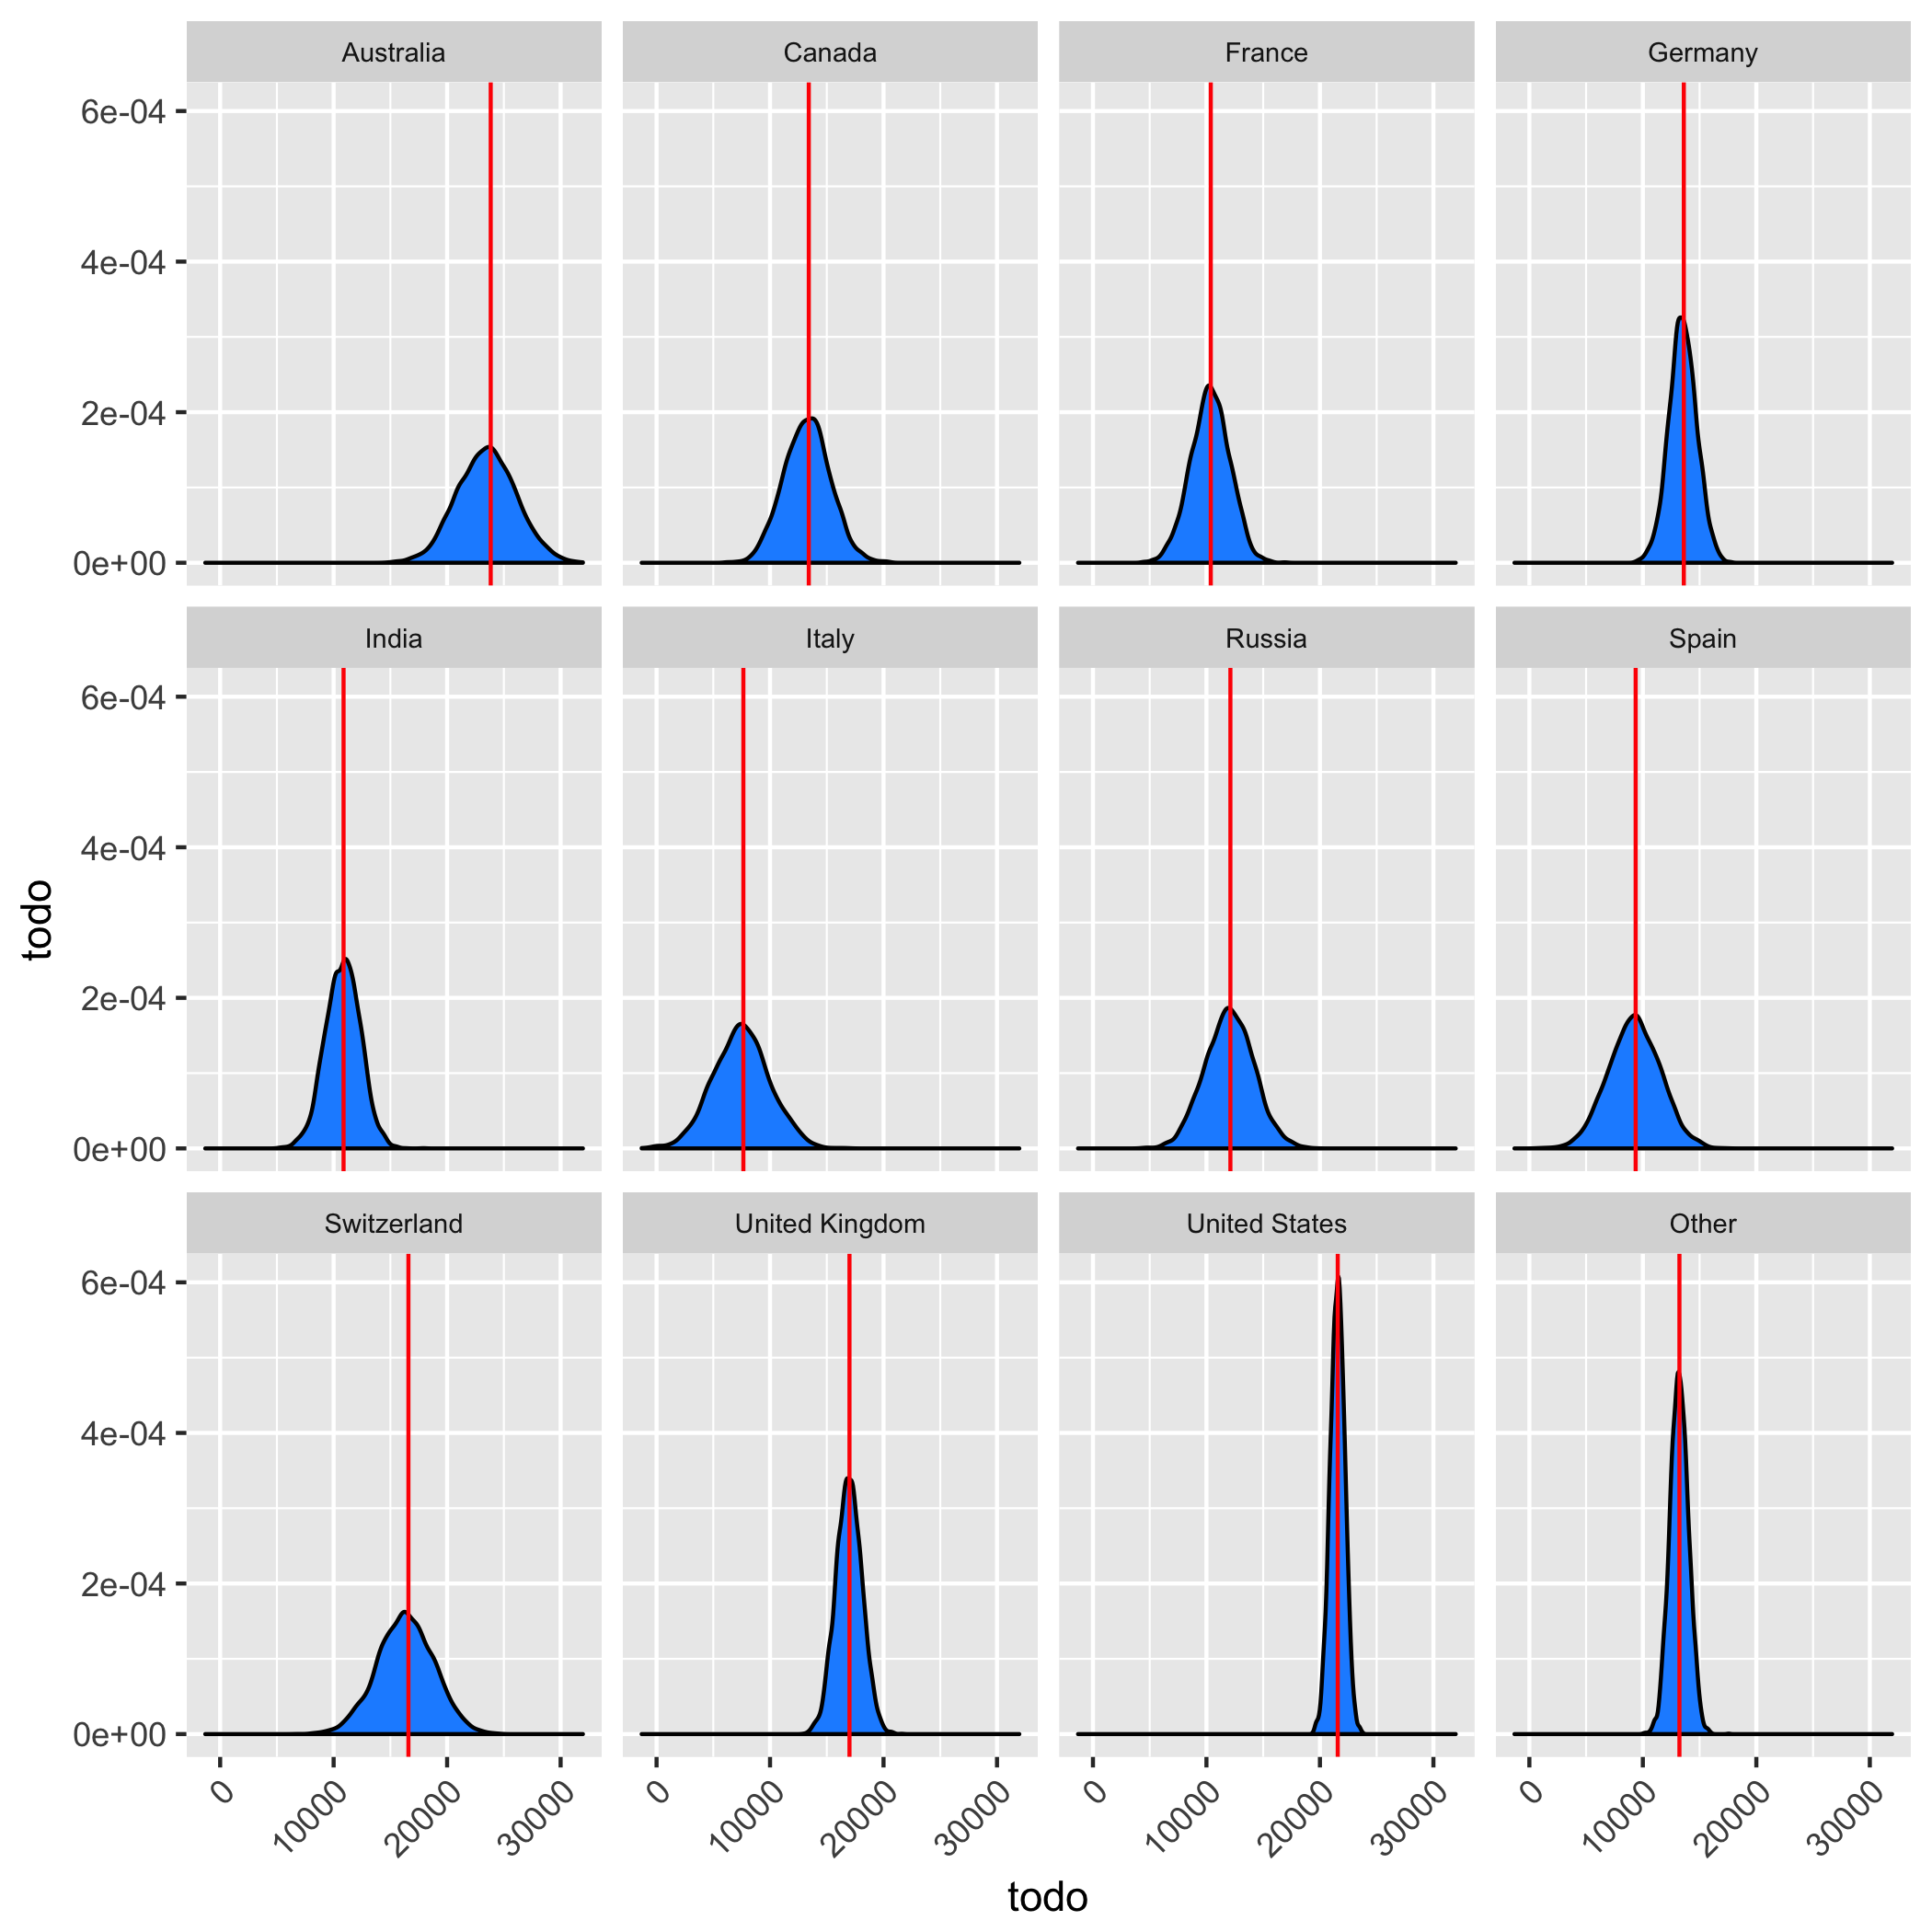 Australia Canada France Germany
6e-04
4e-04
2e-04
0e+00
India Italy Russia Spain
6e-04
4e-04
2e-04
0e+00
todo
Switzerland United Kingdom United States Other
6e-04
4e-04
2e-04
0e+00
0 10000 20000 30000 0 10000 20000 30000 0 10000 20000 30000 0 10000 20000 30000
todo